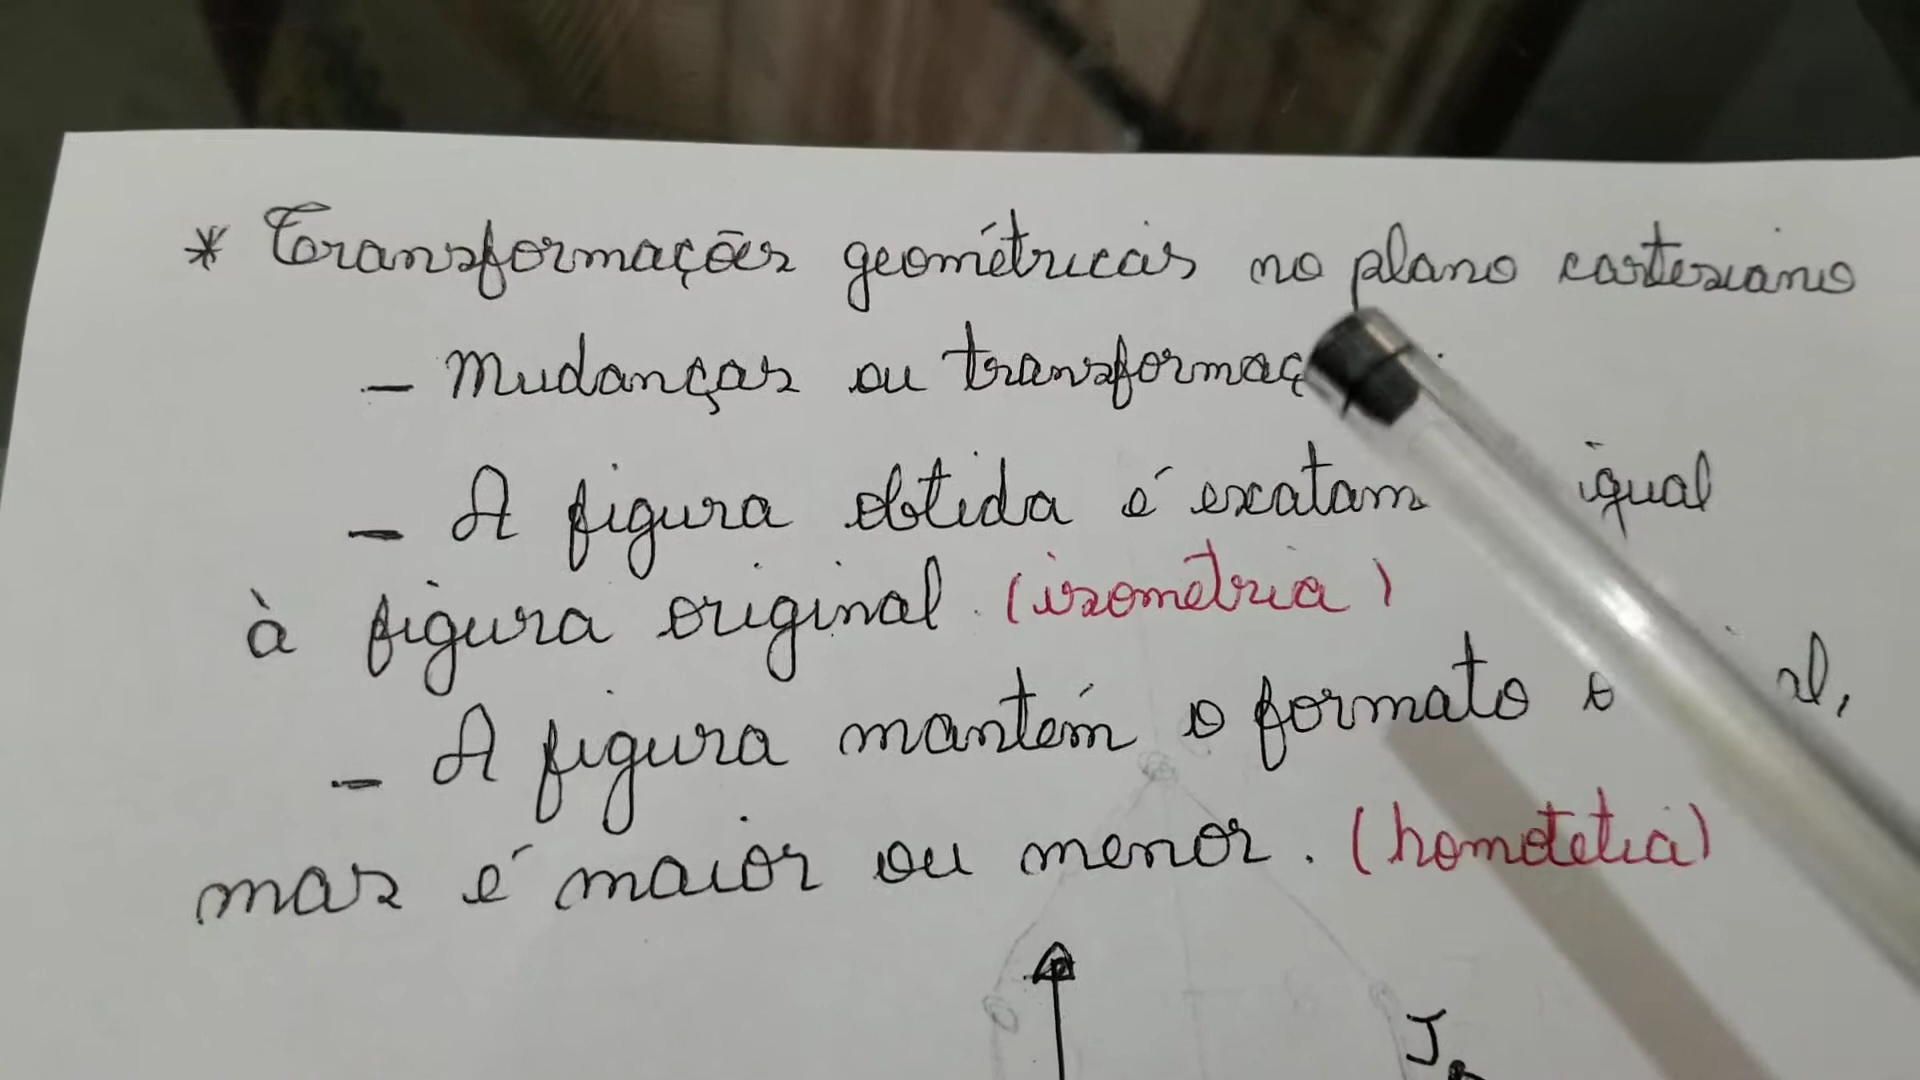 * Transformações geométricas no plano cartesiano
- Mudanças ou
- A figura obtida é igual
à figura original. (isometria)
- A figura mantém o formato
mas é maior ou menor. (homotetia)
J